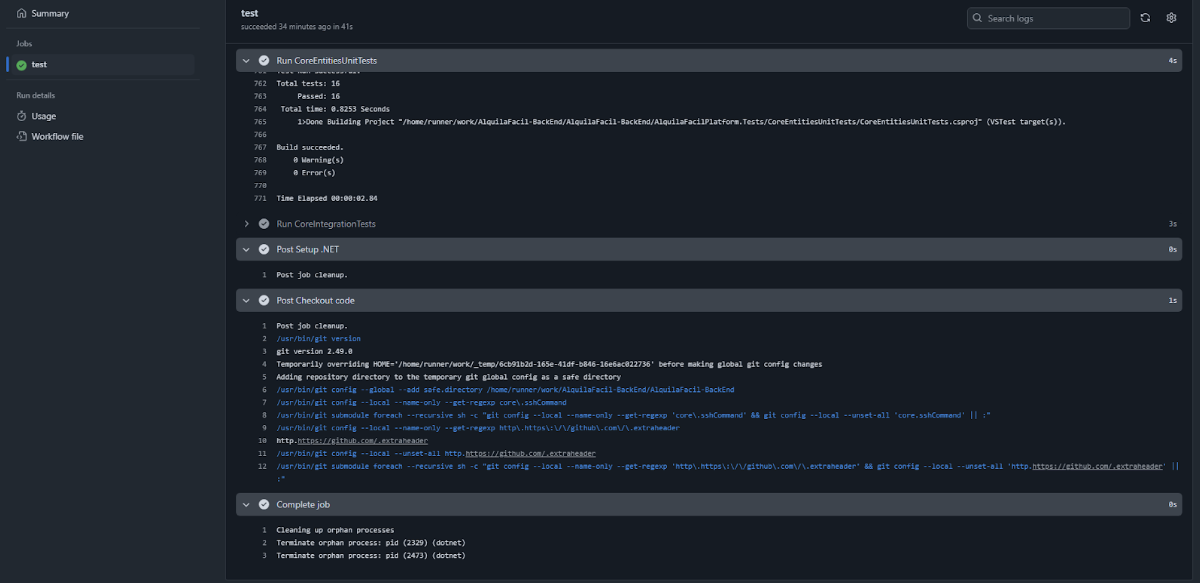 Summary
Jobs
test
Run details
Usage
Workflow file
test
succeeded 34 minutes ago in 41s
Search logs
Run CoreEntitiesUnitTests 4s
762 Total tests: 16
763 Passed: 16
764 Total time: 0.8253 Seconds
765 1>Done Building Project "/home/runner/work/AlquilaFacil-BackEnd/AlquilaFacil-BackEnd/AlquilaFacilPlatform.Tests/CoreEntitiesUnitTests/CoreEntitiesUnitTests.csproj" (VSTest target(s)).
766
767 Build succeeded.
768 0 Warning(s)
769 0 Error(s)
770
771 Time Elapsed 00:00:02.84
Run CoreIntegrationTests 3s
Post Setup .NET 0s
1 Post job cleanup.
Post Checkout code 1s
1 Post job cleanup.
2 /usr/bin/git version
3 git version 2.49.0
4 Temporarily overriding HOME='/home/runner/work/_temp/6cb91b2d-165e-41df-b846-16e6ac022736' before making global git config changes
5 Adding repository directory to the temporary git global config as a safe directory
6 /usr/bin/git config --global --add safe.directory /home/runner/work/AlquilaFacil-BackEnd/AlquilaFacil-BackEnd
7 /usr/bin/git config --local --name-only --get-regexp core\.sshCommand
8 /usr/bin/git submodule foreach --recursive sh -c "git config --local --name-only --get-regexp 'core\.sshCommand' && git config --local --unset-all 'core.sshCommand' || :"
9 /usr/bin/git config --local --name-only --get-regexp http\.https\:\/\/github\.com\/\.extraheader
10 http.https://github.com/.extraheader
11 /usr/bin/git config --local --unset-all http.https://github.com/.extraheader
12 /usr/bin/git submodule foreach --recursive sh -c "git config --local --name-only --get-regexp 'http\.https\:\/\/github\.com\/\.extraheader' && git config --local --unset-all 'http.https://github.com/.extraheader' ||
:"
Complete job 0s
1 Cleaning up orphan processes
2 Terminate orphan process: pid (2329) (dotnet)
3 Terminate orphan process: pid (2473) (dotnet)